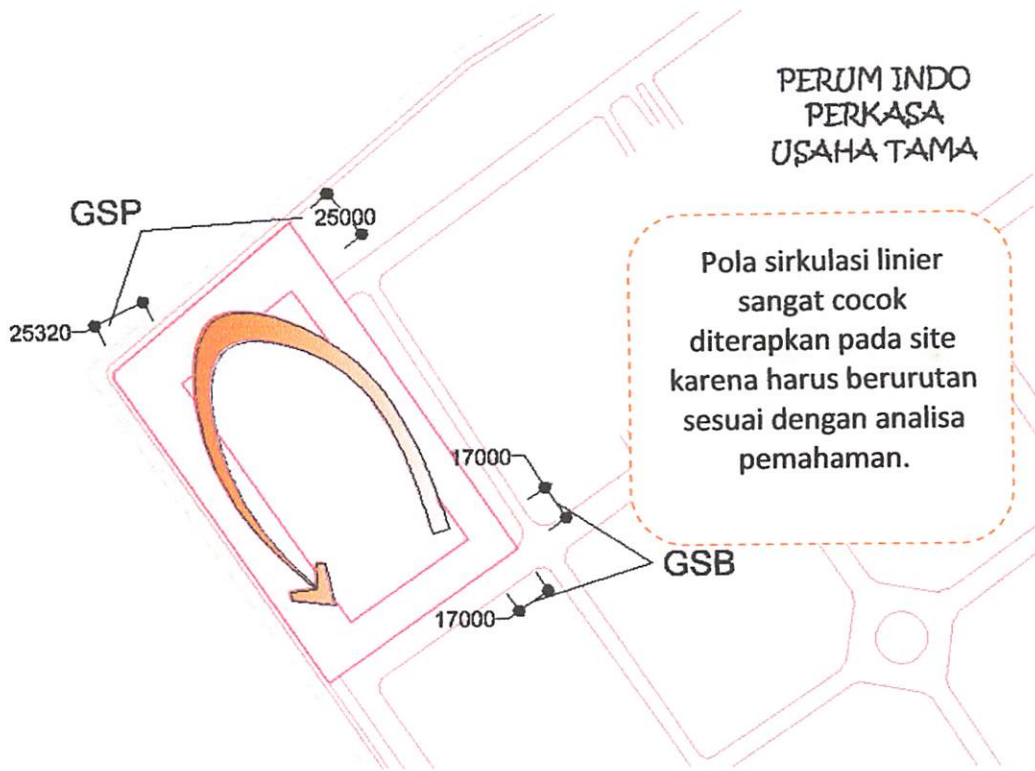 PERUM INDO
PERKASA
USAHA TAMA
GSP
25000
25320
Pola sirkulasi linier
sangat cocok
diterapkan pada site
karena harus berurutan
sesuai dengan analisa
pemahaman.
17000
GSB
17000